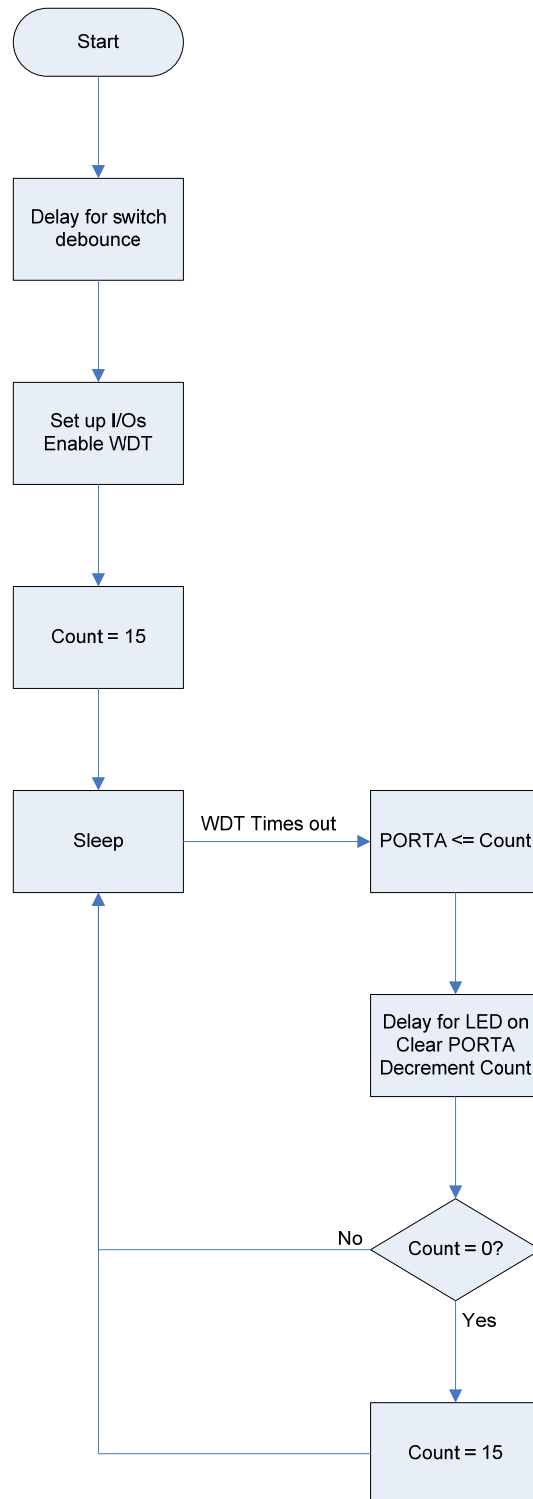 Start
Delay for switch
debounce
Set up I/Os
Enable WDT
Count = 15
Sleep
WDT Times out
PORTA <= Count
Delay for LED on
Clear PORTA
Decrement Count
Count = 0?
No
Yes
Count = 15